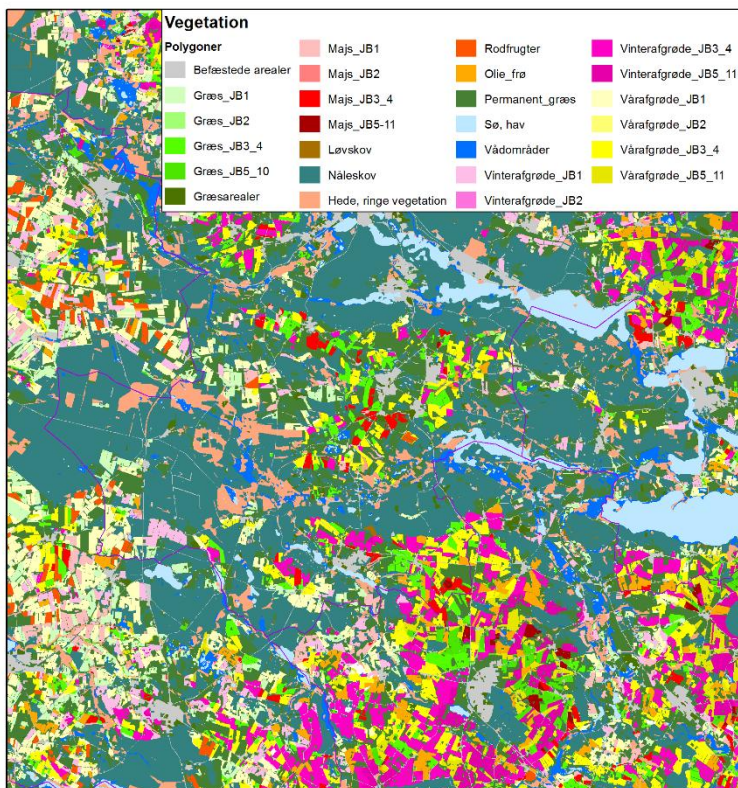 Vegetation
Polygoner
Befæstede arealer
Græs_JB1
Græs_JB2
Græs_JB3_4
Græs_JB5_10
Græsarealer
Majs_JB1
Majs_JB2
Majs_JB3_4
Majs_JB5-11
Løvskov
Nåleskov
Hede, ringe vegetation
Rodfrugter
Olie_frø
Permanent_græs
Sø, hav
Vådområder
Vinterafgrøde_JB1
Vinterafgrøde_JB2
Vinterafgrøde_JB3_4
Vinterafgrøde_JB5_11
Vårafgrøde_JB1
Vårafgrøde_JB2
Vårafgrøde_JB3_4
Vårafgrøde_JB5_11